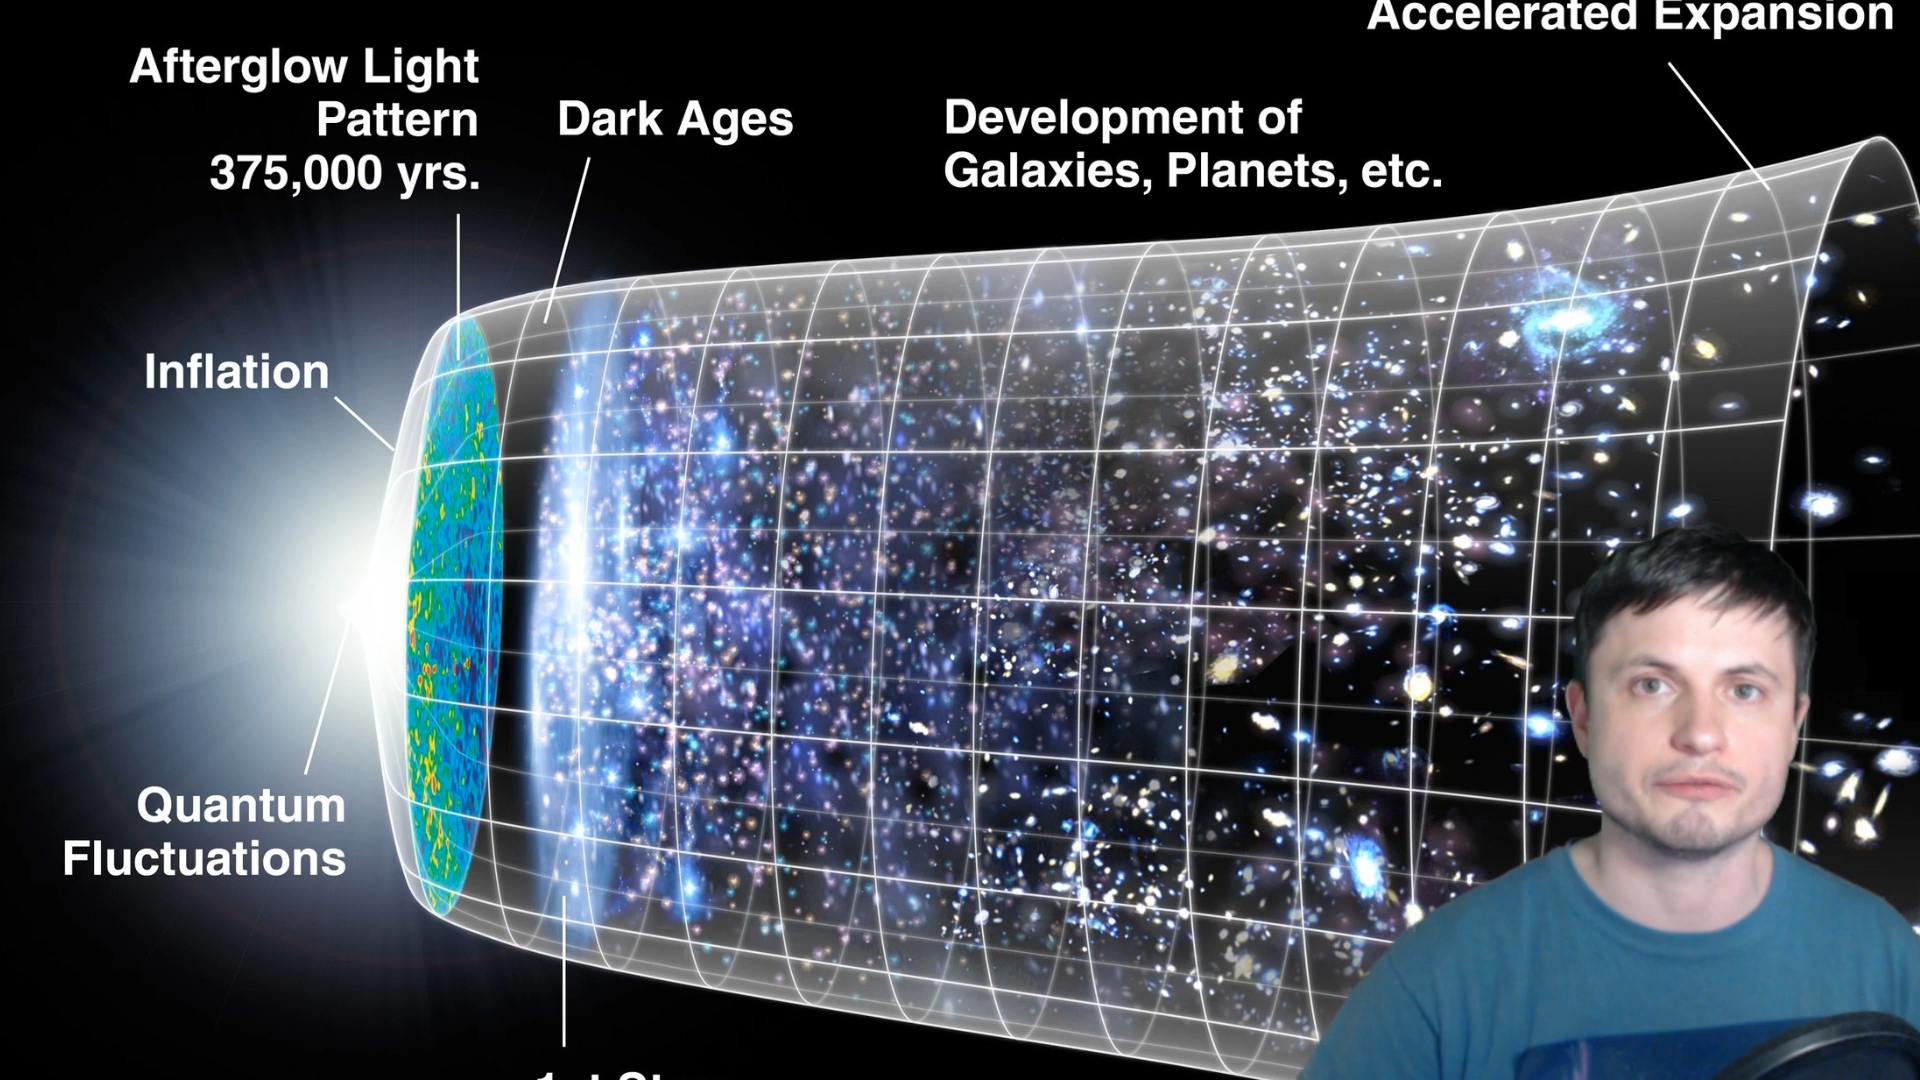 Accelerated Expansion
Afterglow Light
Pattern
375,000 yrs.
Dark Ages
Development of
Galaxies, Planets, etc.
Inflation
Quantum
Fluctuations